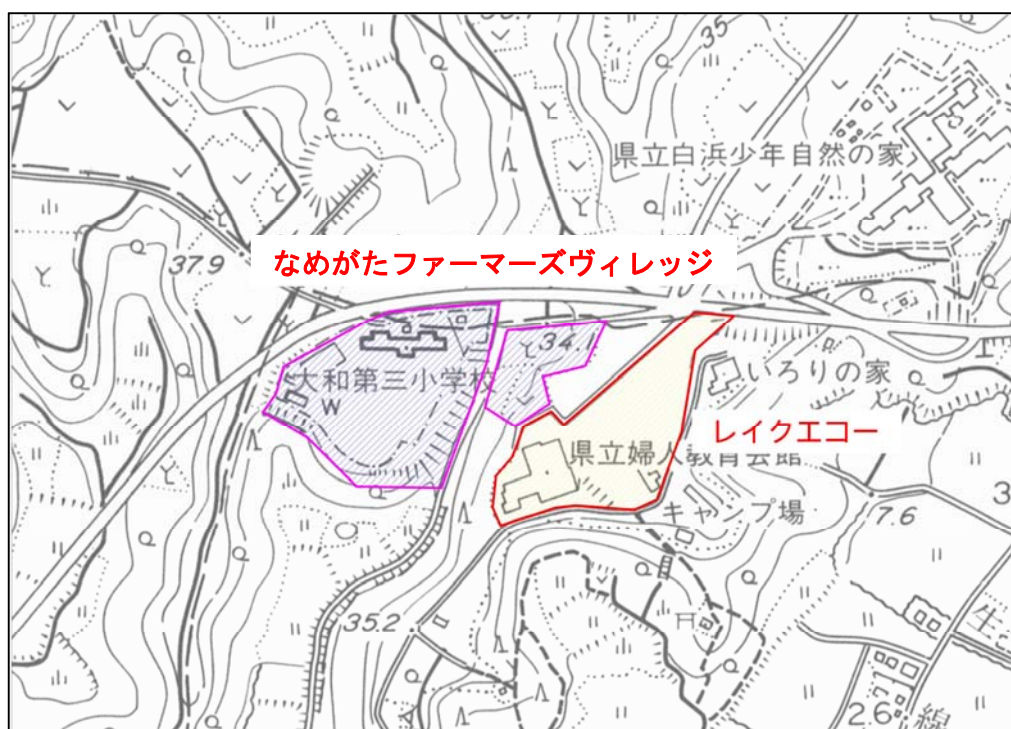 35
県立白浜少年自然の家
37.9
なめがたファーマーズヴィレッジ
34.1
大和第三小学校
W
いろりの家
レイクエコー
県立婦人教育会館
キャンプ場
3
7.6
35.2
生
2.6
線